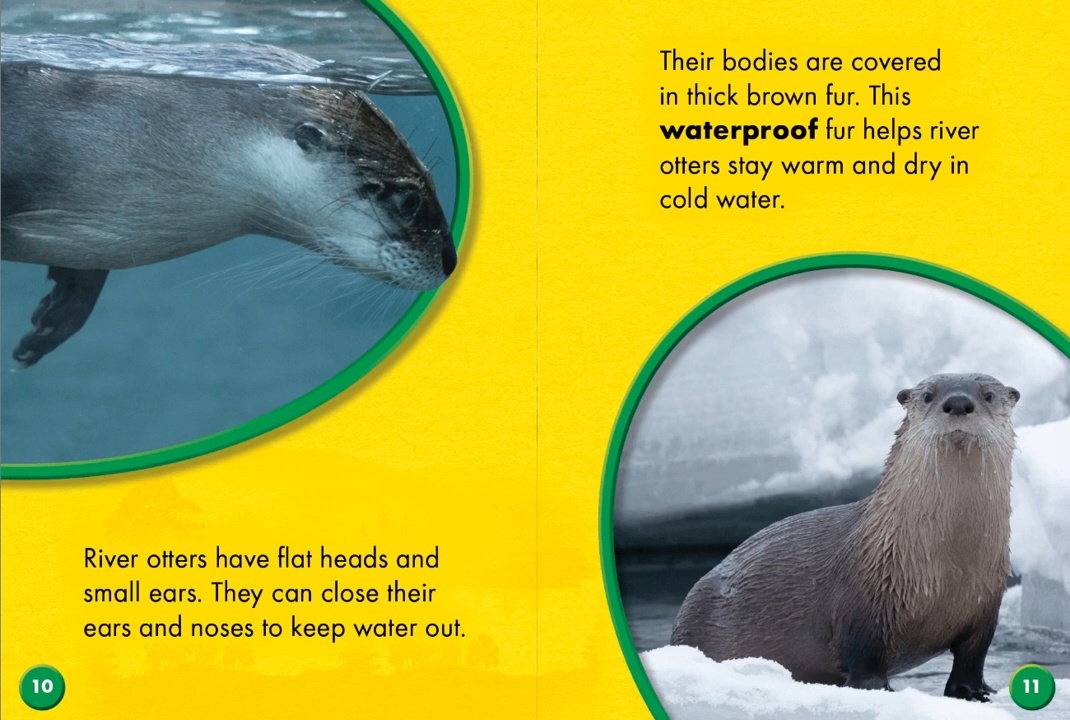 River otters have flat heads and
small ears. They can close their
ears and noses to keep water out.
10
Their bodies are covered
in thick brown fur. This
waterproof fur helps river
otters stay warm and dry in
cold water.
11